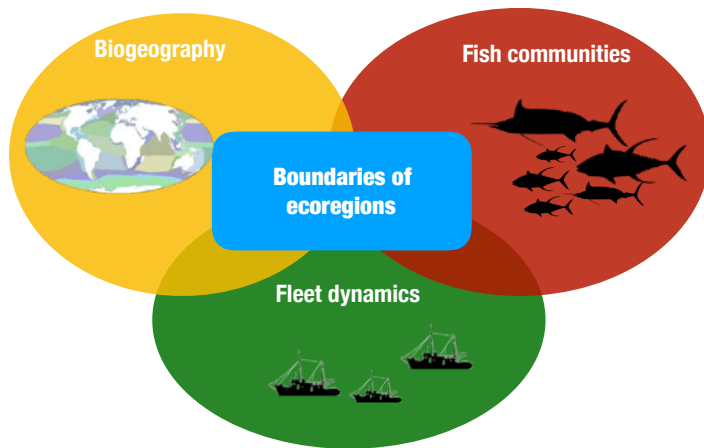 Biogeography
Fish communities
Boundaries of
ecoregions
Fleet dynamics